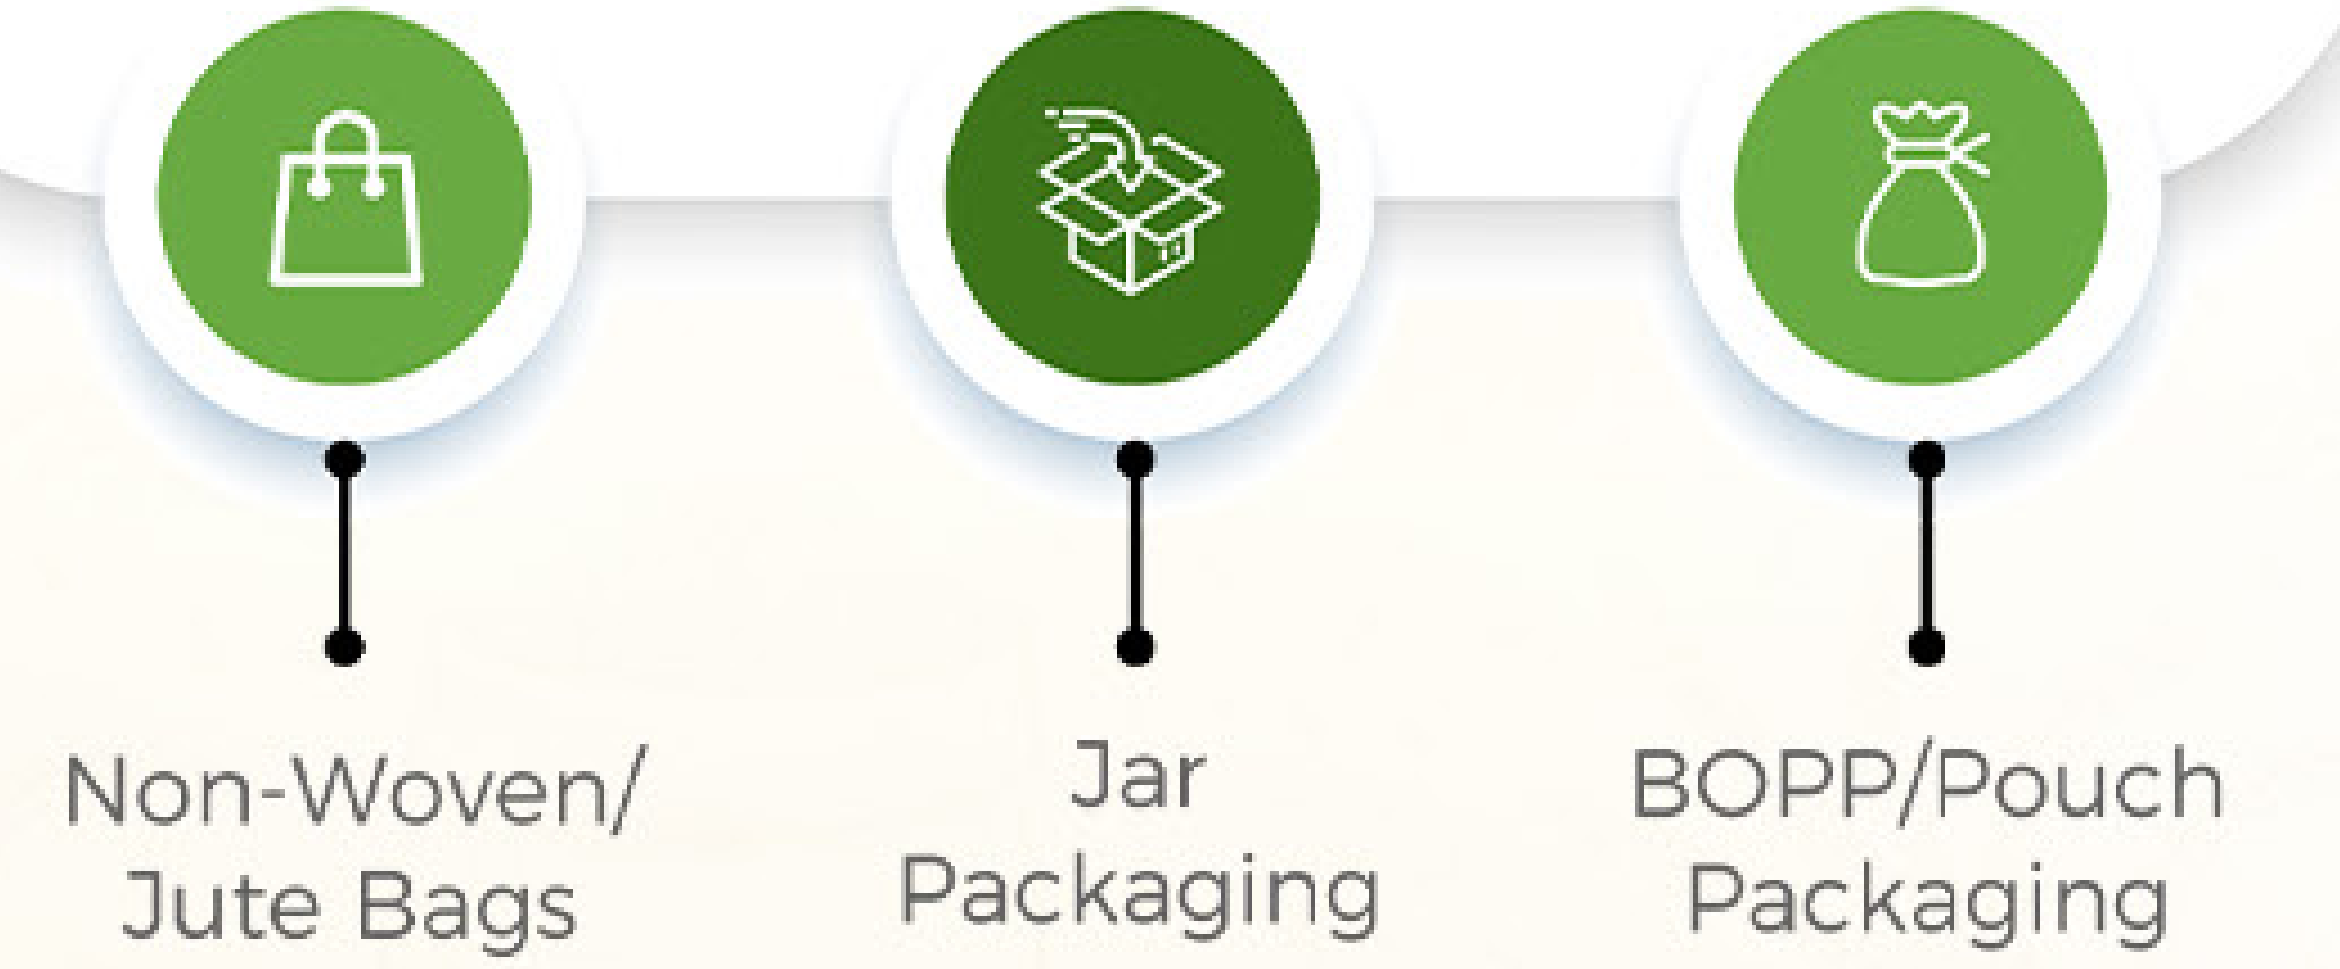 Non-Woven/
Jute Bags
Jar
Packaging
BOPP/Pouch
Packaging